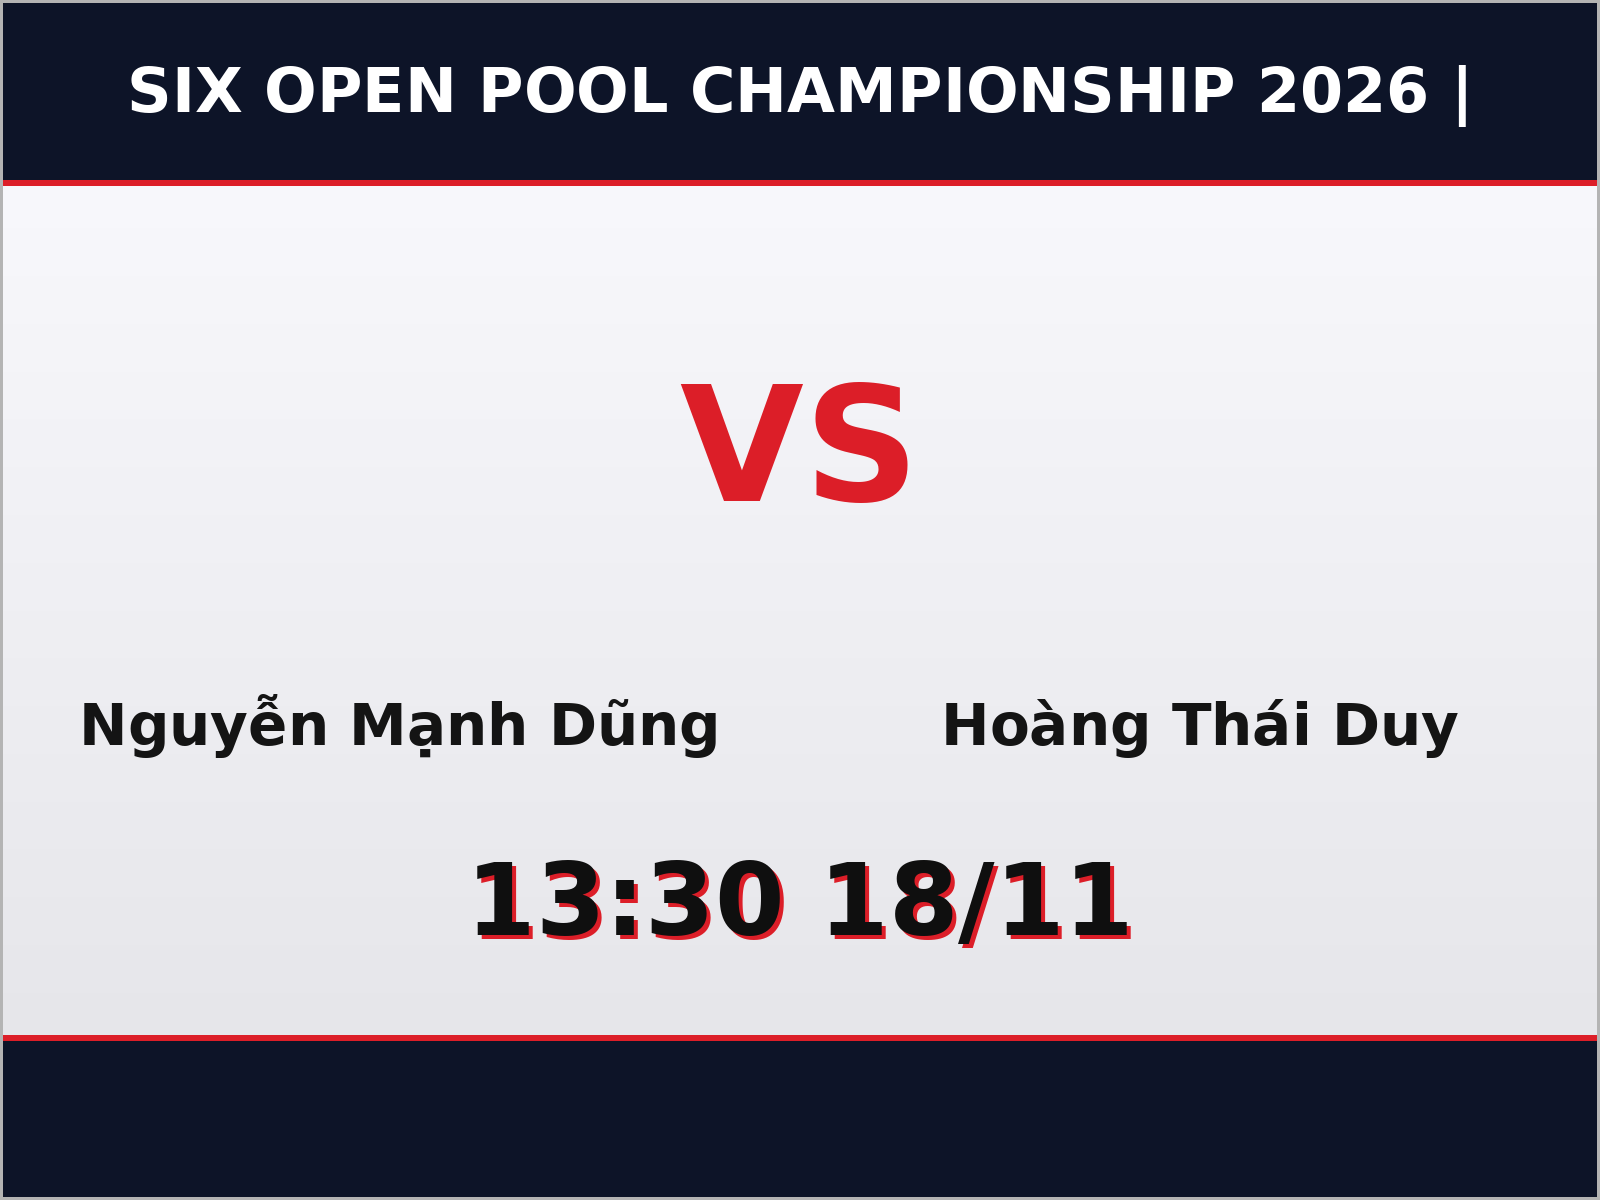 SIX OPEN POOL CHAMPIONSHIP 2026 |
VS
Nguyễn Mạnh Dũng
Hoàng Thái Duy
13:30 18/11